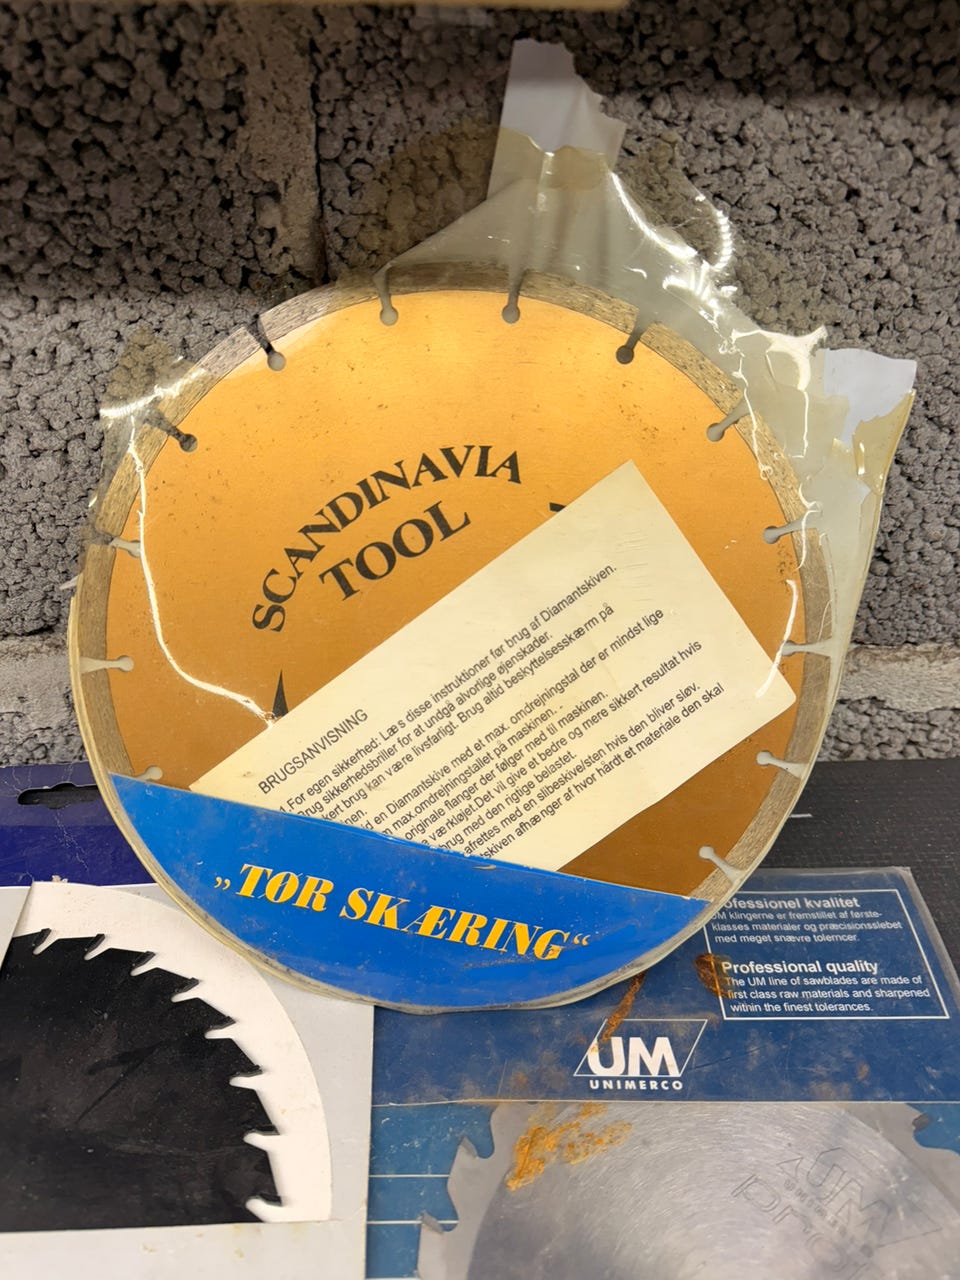 SCANDINAVIA
TOOL
BRUGSANVISNING
1. For egen sikkerhed: Læs disse instruktioner før brug af Diamantskiven.
Brug sikkerhedsbriller for at undgå alvorlige øjenskader.
kert brug kan være livsfarligt. Brug altid beskyttelsesskærm på
nen.
d en Diamantskive med et max. omdrejningstal der er mindst lige
m max.omdrejningstallet på maskinen. -
originale flanger der følger med til maskinen.
værktøjet.Det vil give et bedre og mere sikkert resultat hvis
brug med den rigtige belastet.
afrettes med en slibeskive/sten hvis den bliver sløv.
tskiven afhænger af hvor hårdt et materiale den skal
„TØR SKÆRING“
ofessionel kvalitet
UM klingerne er fremstillet af første-
klasses materialer og præcisionsslebet
med meget snævre tolerncer.
Professional quality
The UM line of sawblades are made of
first class raw materials and sharpened
within the finest tolerances.
UM
UNIMERCO
UM